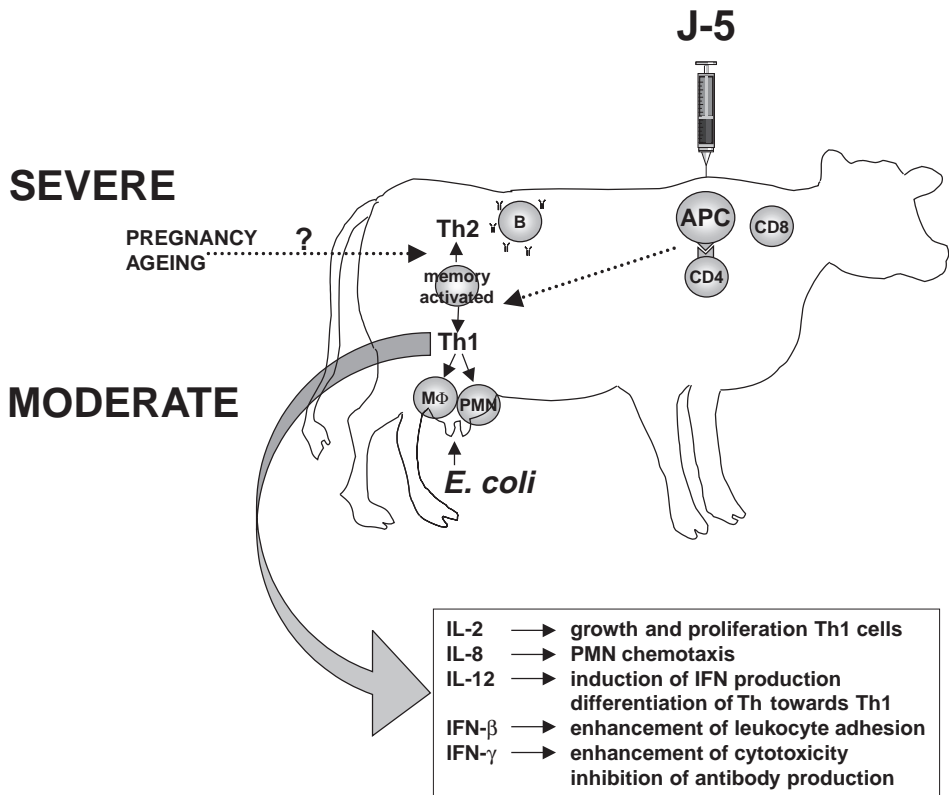 J-5
SEVERE
PREGNANCY ?
AGEING
Th2
B
APC
CD8
CD4
memory
activated
Th1
MODERATE
MΦ
PMN
E. coli
IL-2 growth and proliferation Th1 cells
IL-8 PMN chemotaxis
IL-12 induction of IFN production
differentiation of Th towards Th1
IFN-β enhancement of leukocyte adhesion
IFN-γ enhancement of cytotoxicity
inhibition of antibody production